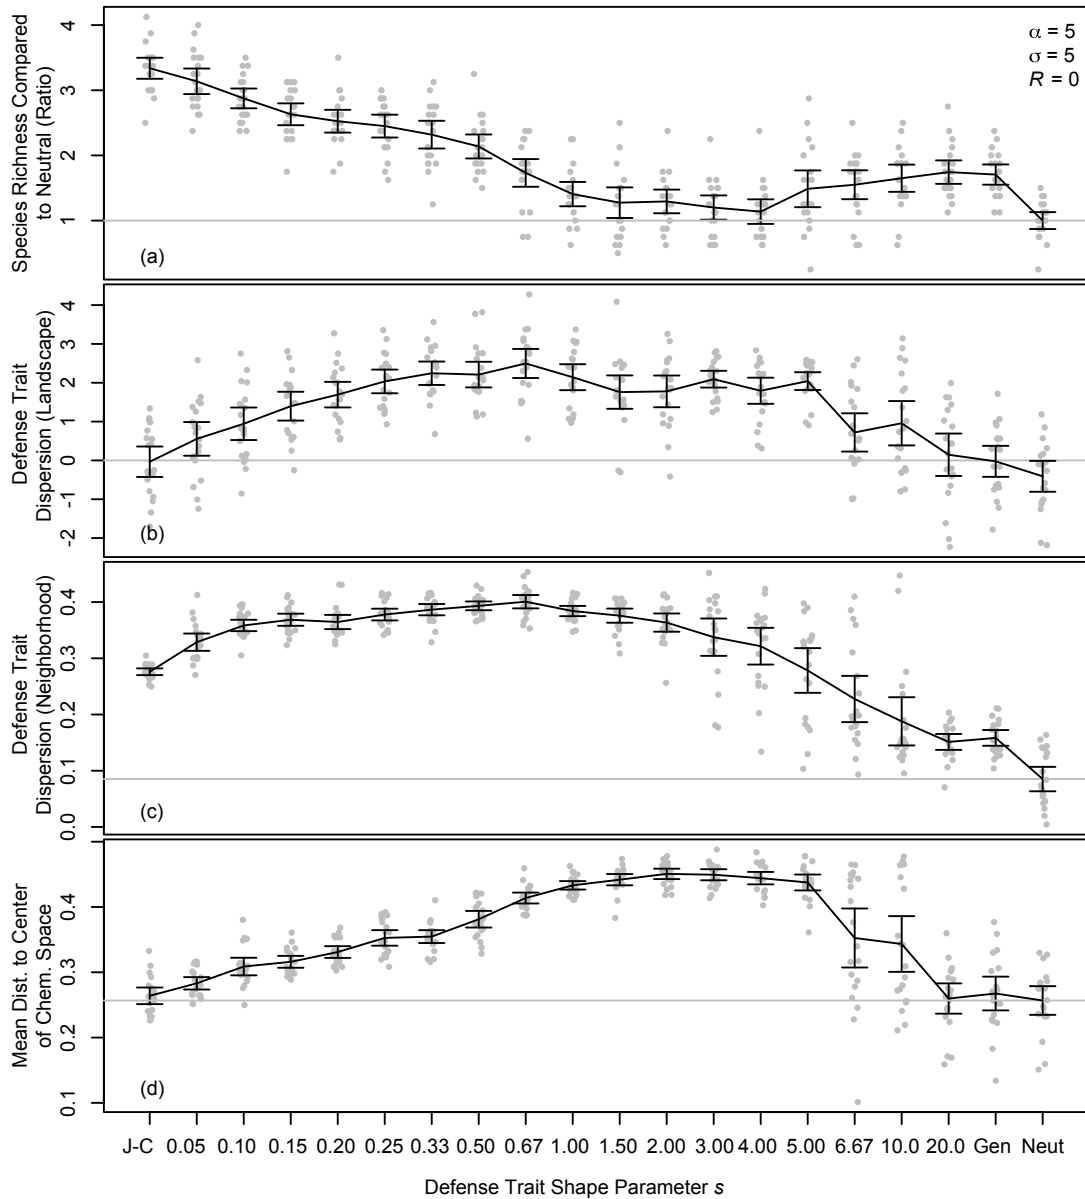 Species Richness Compared
to Neutral (Ratio)
4
3
2
1
α = 5
σ = 5
R = 0
(a)
Defense Trait
Dispersion (Landscape)
4
3
2
1
0
-1
-2
(b)
Defense Trait
Dispersion (Neighborhood)
0.4
0.3
0.2
0.1
0.0
(c)
Mean Dist. to Center
of Chem. Space
0.4
0.3
0.2
0.1
(d)
J-C 0.05 0.10 0.15 0.20 0.25 0.33 0.50 0.67 1.00 1.50 2.00 3.00 4.00 5.00 6.67 10.0 20.0 Gen Neut
Defense Trait Shape Parameter s